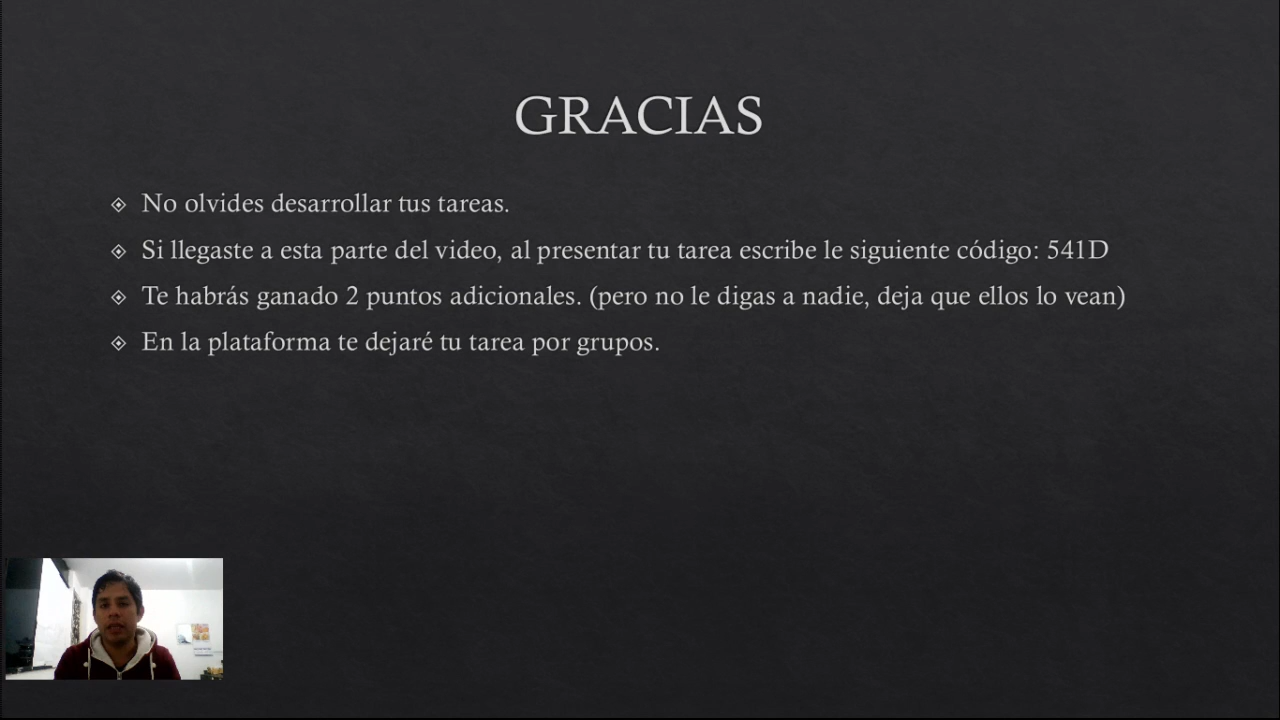 GRACIAS
No olvides desarrollar tus tareas.
Si llegaste a esta parte del video, al presentar tu tarea escribe le siguiente código: 541D
Te habrás ganado 2 puntos adicionales. (pero no le digas a nadie, deja que ellos lo vean)
En la plataforma te dejaré tu tarea por grupos.